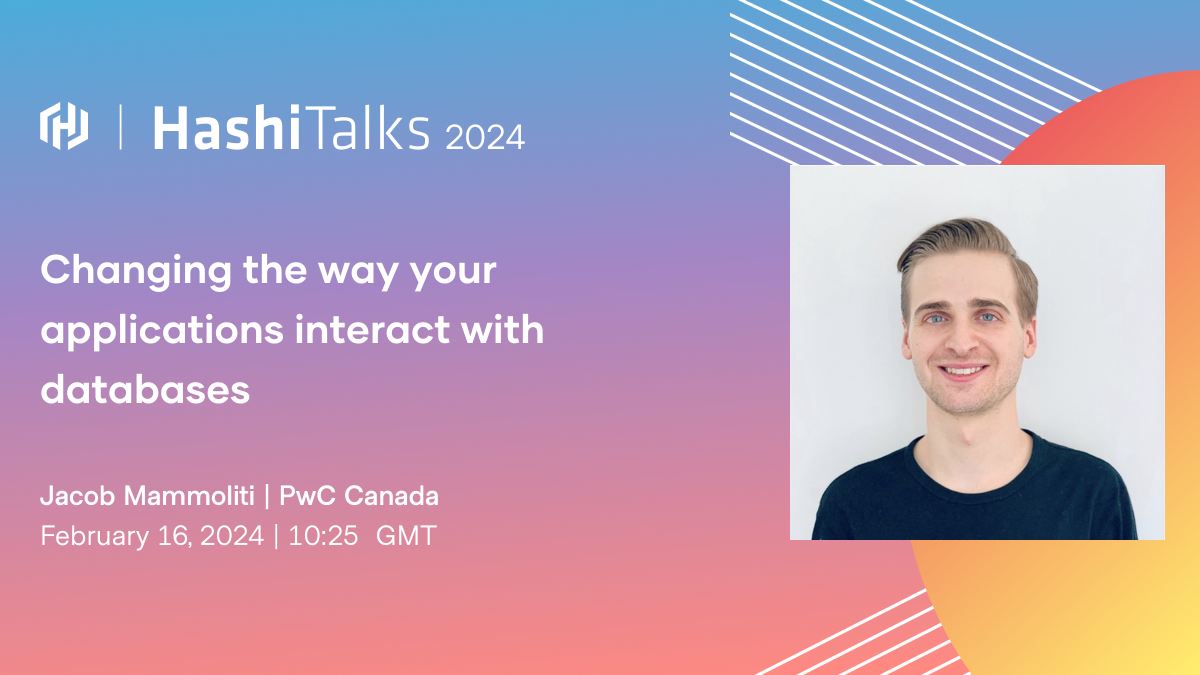 HashiTalks 2024
Changing the way your
applications interact with
databases
Jacob Mammoliti | PwC Canada
February 16, 2024 | 10:25 GMT